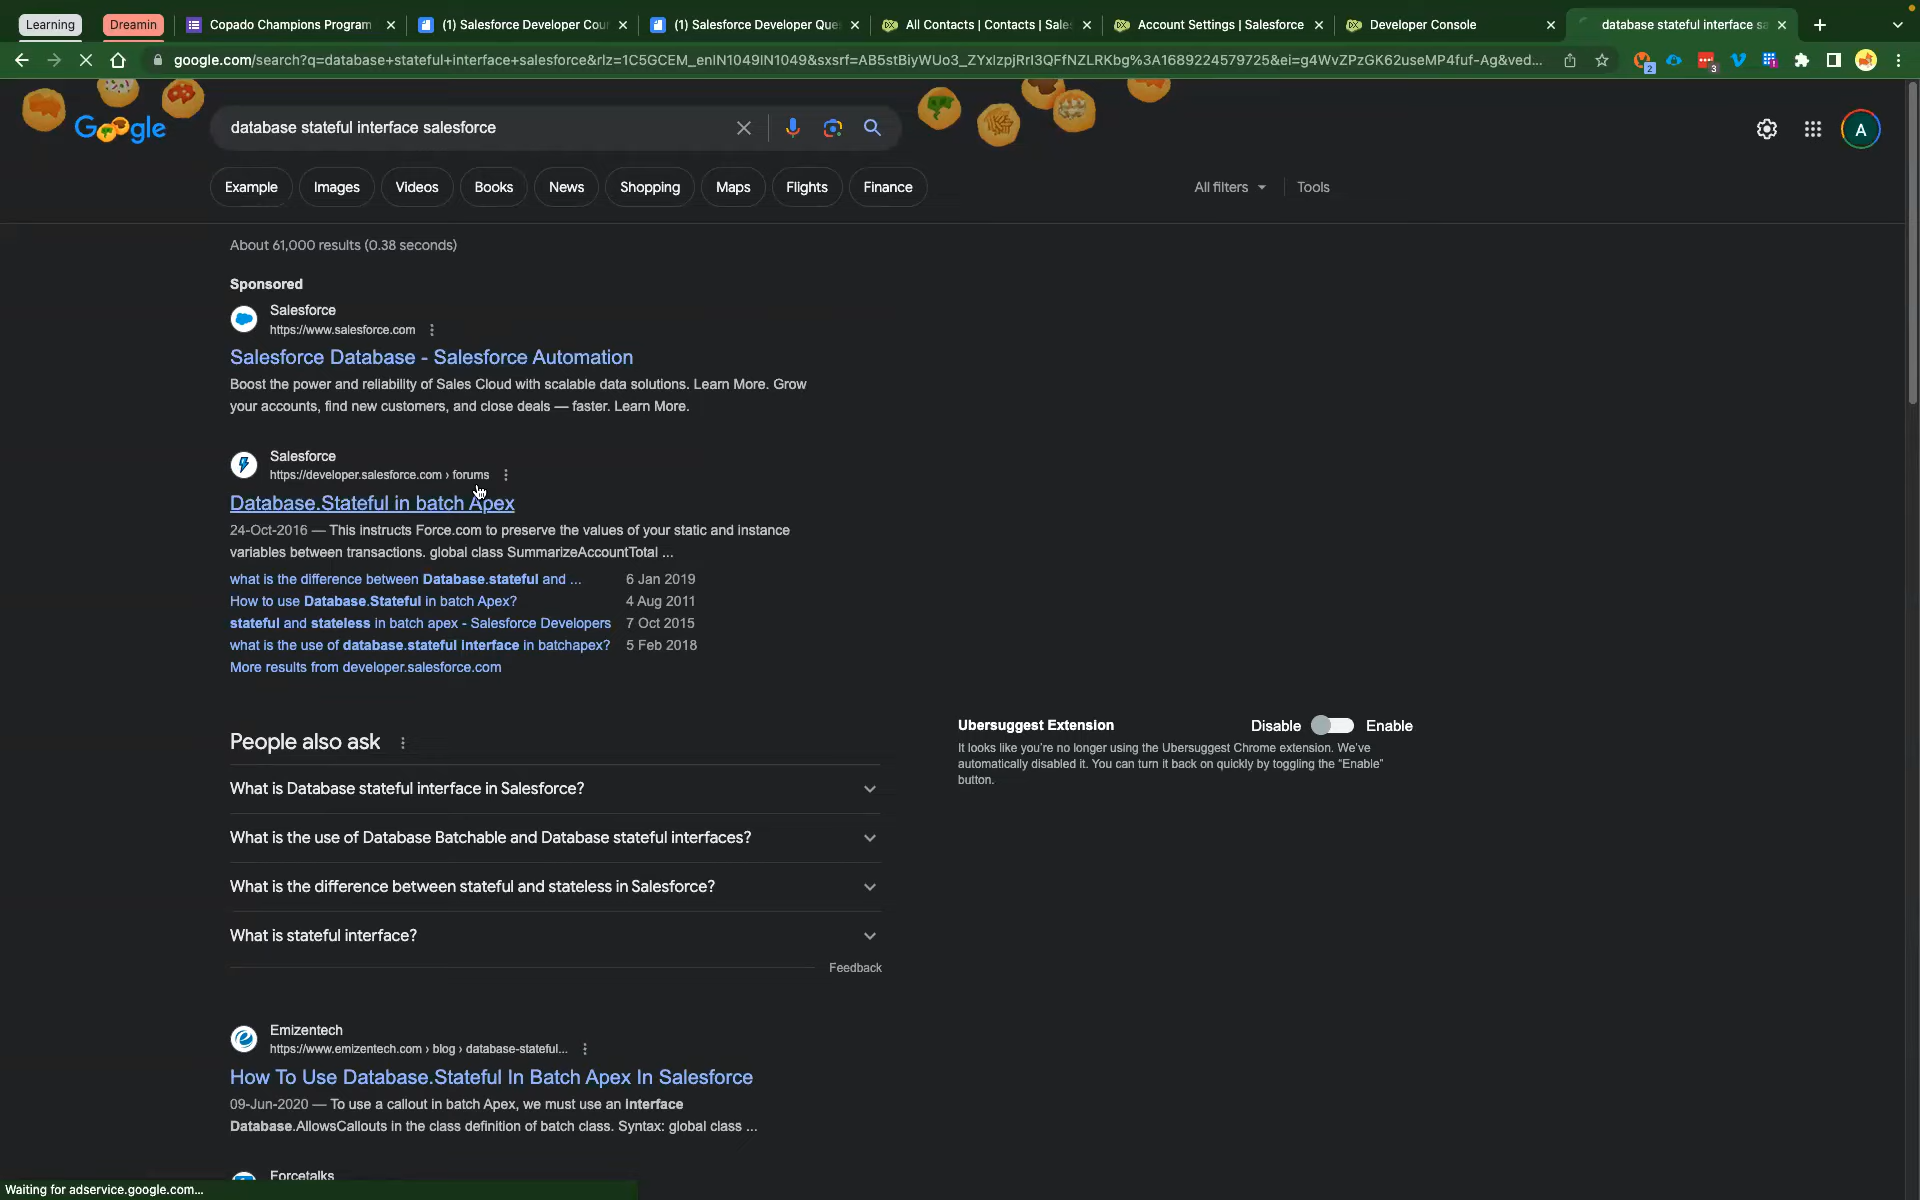 Learning
Dreamin
Copado Champions Program
(1) Salesforce Developer Cour
(1) Salesforce Developer Que
All Contacts | Contacts | Sales
Account Settings | Salesforce
Developer Console
database stateful interface sa
google.com/search?q=database+stateful+interface+salesforce&rlz=1C5GCEM_enIN1049IN1049&sxsrf=AB5stBiyWUo3_ZYxIzpjRrI3QFfNZLRKbg%3A1689224579725&ei=g4WvZPzGK62useMP4fuf-Ag&ved...
2
3
Google
database stateful interface salesforce
A
Example
Images
Videos
Books
News
Shopping
Maps
Flights
Finance
All filters
Tools
About 61,000 results (0.38 seconds)
Sponsored
Salesforce
https://www.salesforce.com
Salesforce Database - Salesforce Automation
Boost the power and reliability of Sales Cloud with scalable data solutions. Learn More. Grow
your accounts, find new customers, and close deals — faster. Learn More.
Salesforce
https://developer.salesforce.com › forums
Database.Stateful in batch Apex
24-Oct-2016 — This instructs Force.com to preserve the values of your static and instance
variables between transactions. global class SummarizeAccountTotal ...
what is the difference between Database.stateful and ... 6 Jan 2019
How to use Database.Stateful in batch Apex? 4 Aug 2011
stateful and stateless in batch apex - Salesforce Developers 7 Oct 2015
what is the use of database.stateful interface in batchapex? 5 Feb 2018
More results from developer.salesforce.com
People also ask
What is Database stateful interface in Salesforce?
What is the use of Database Batchable and Database stateful interfaces?
What is the difference between stateful and stateless in Salesforce?
What is stateful interface?
Feedback
Ubersuggest Extension
Disable
Enable
It looks like you're no longer using the Ubersuggest Chrome extension. We've
automatically disabled it. You can turn it back on quickly by toggling the "Enable"
button.
Emizentech
https://www.emizentech.com › blog › database-stateful...
How To Use Database.Stateful In Batch Apex In Salesforce
09-Jun-2020 — To use a callout in batch Apex, we must use an interface
Database.AllowsCallouts in the class definition of batch class. Syntax: global class ...
Forcetalks
Waiting for adservice.google.com...